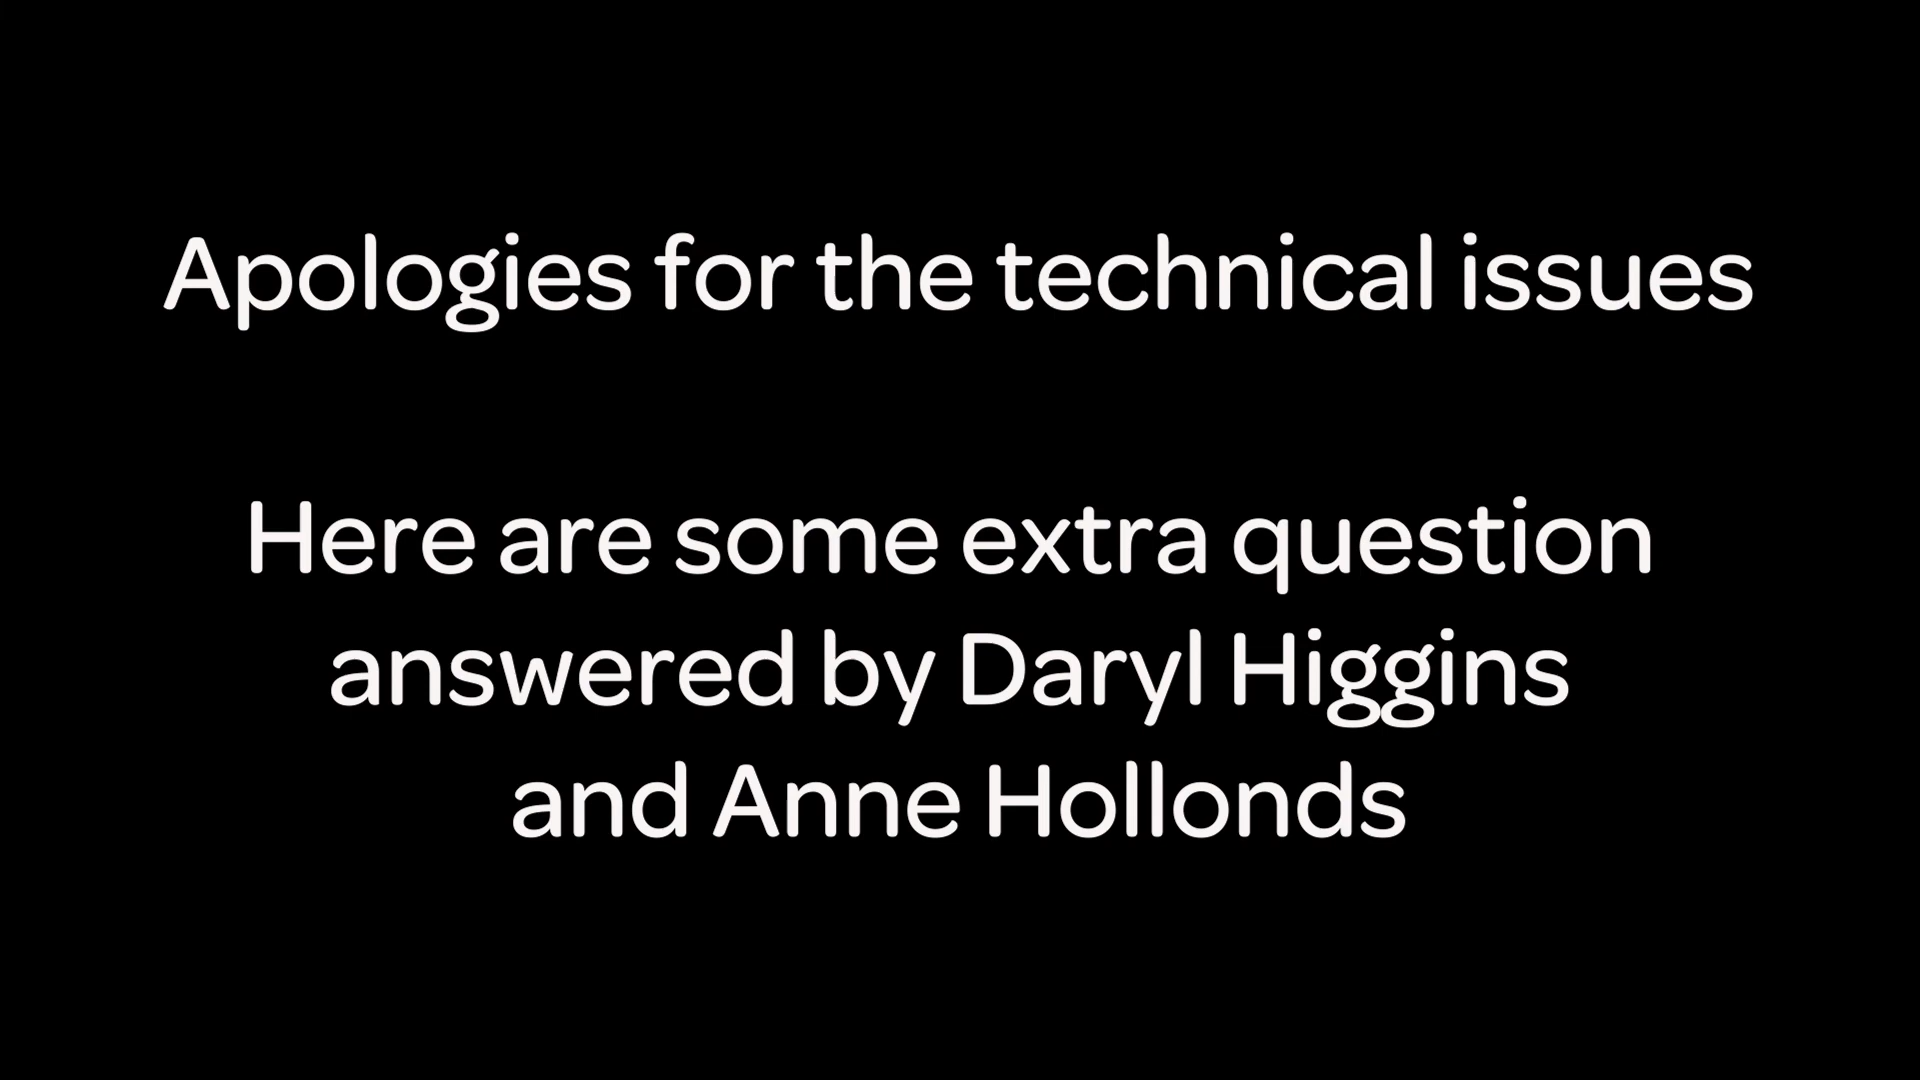 Apologies for the technical issues
Here are some extra question
answered by Daryl Higgins
and Anne Hollonds